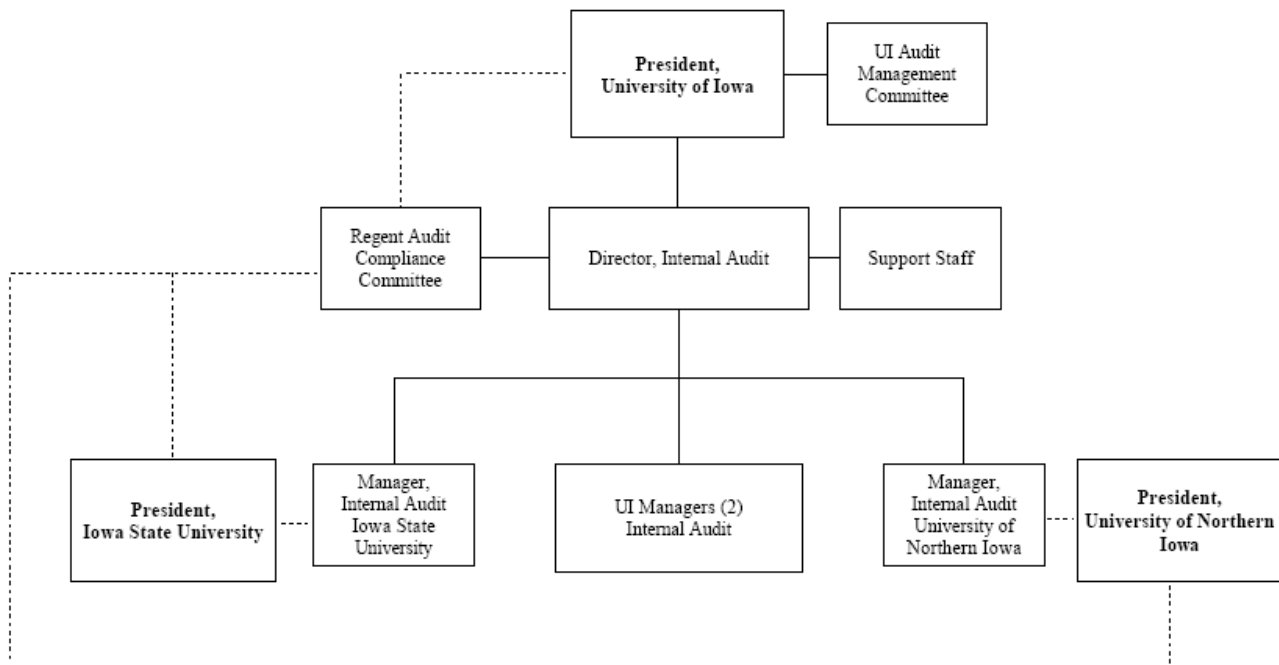 President,
University of Iowa
UI Audit
Management
Committee
Regent Audit
Compliance
Committee
Director, Internal Audit
Support Staff
President,
Iowa State University
Manager,
Internal Audit
Iowa State
University
UI Managers (2)
Internal Audit
Manager,
Internal Audit
University of
Northern Iowa
President,
University of Northern
Iowa